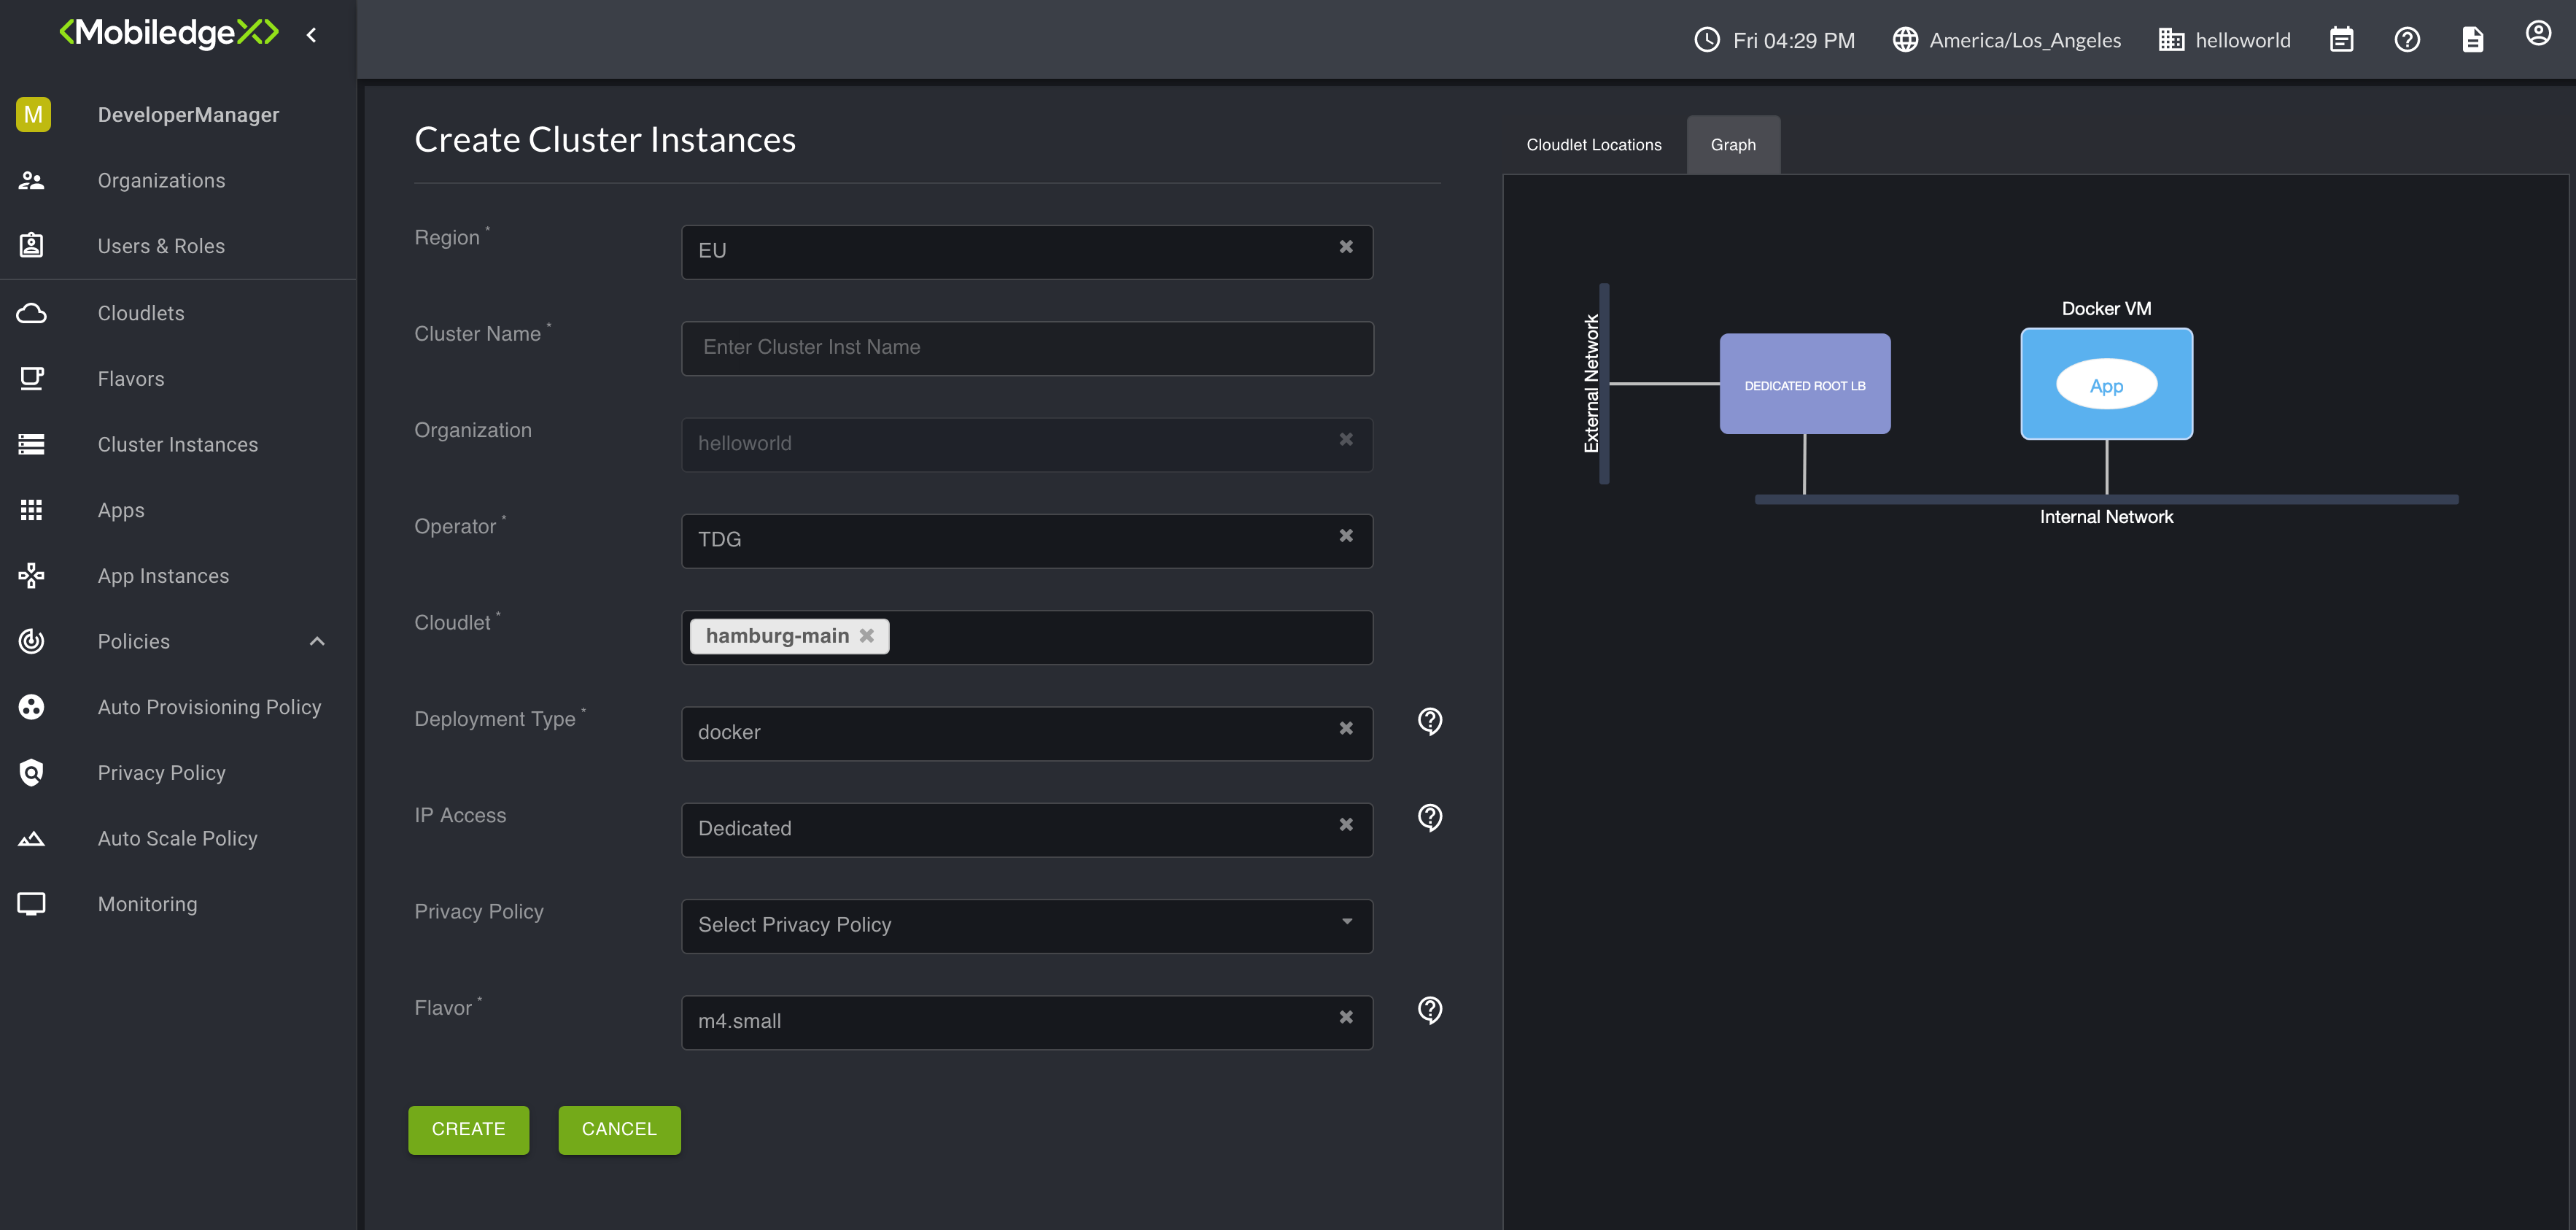 <MobiledgeX>
Fri 04:29 PM
America/Los_Angeles
helloworld
M
DeveloperManager
Organizations
Users & Roles
Cloudlets
Flavors
Cluster Instances
Apps
App Instances
Policies
Auto Provisioning Policy
Privacy Policy
Auto Scale Policy
Monitoring
Create Cluster Instances
Region *
EU
Cluster Name *
Enter Cluster Inst Name
Organization
helloworld
Operator *
TDG
Cloudlet *
hamburg-main
Deployment Type *
docker
IP Access
Dedicated
Privacy Policy
Select Privacy Policy
Flavor *
m4.small
CREATE
CANCEL
Cloudlet Locations
Graph
External Network
DEDICATED ROOT LB
Docker VM
App
Internal Network